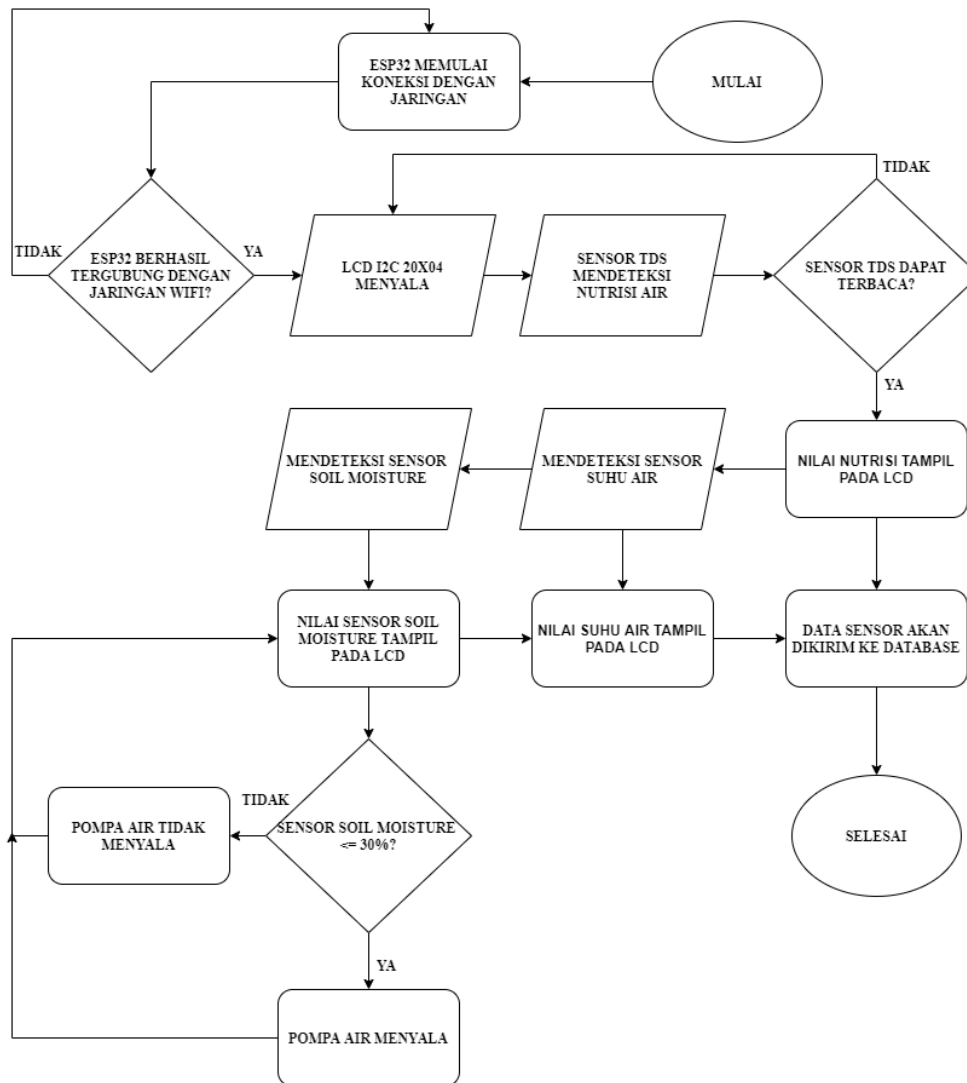 ESP32 MEMULAI
KONEKSI DENGAN
JARINGAN
MULAI
TIDAK
TIDAK
ESP32 BERHASIL
TERGUBUNG DENGAN
JARINGAN WIFI?
YA
LCD I2C 20X04
MENYALA
SENSOR TDS
MENDETEKSI
NUTRISI AIR
SENSOR TDS DAPAT
TERBACA?
YA
MENDETEKSI SENSOR
SOIL MOISTURE
MENDETEKSI SENSOR
SUHU AIR
NILAI NUTRISI TAMPIL
PADA LCD
NILAI SENSOR SOIL
MOISTURE TAMPIL
PADA LCD
NILAI SUHU AIR TAMPIL
PADA LCD
DATA SENSOR AKAN
DIKIRIM KE DATABASE
TIDAK
POMPA AIR TIDAK
MENYALA
SENSOR SOIL MOISTURE
<= 30%?
SELESAI
YA
POMPA AIR MENYALA